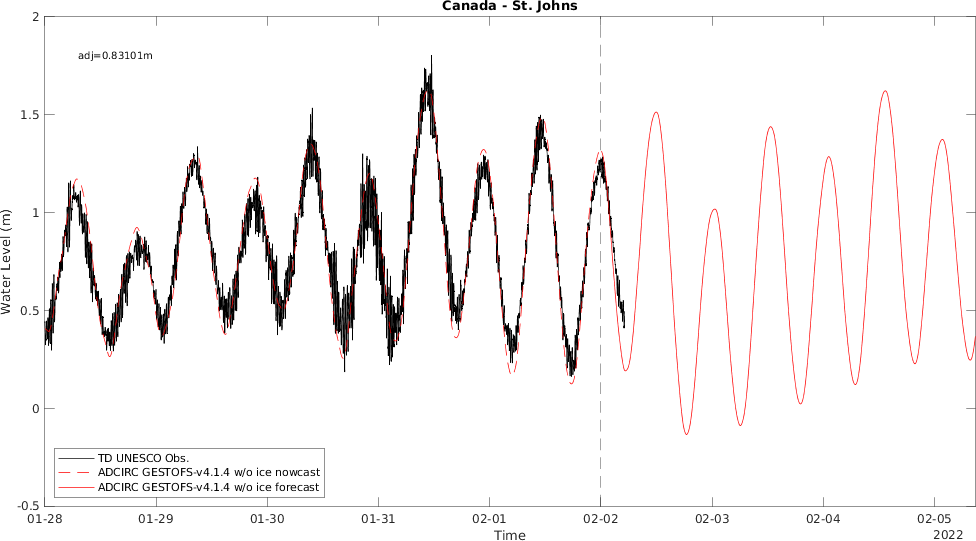 Canada - St. Johns
adj=0.83101m
Water Level (m)
2
1.5
1
0.5
0
-0.5
TD UNESCO Obs.
ADCIRC GESTOFS-v4.1.4 w/o ice nowcast
ADCIRC GESTOFS-v4.1.4 w/o ice forecast
01-28 01-29 01-30 01-31 02-01 02-02 02-03 02-04 02-05
Time
2022